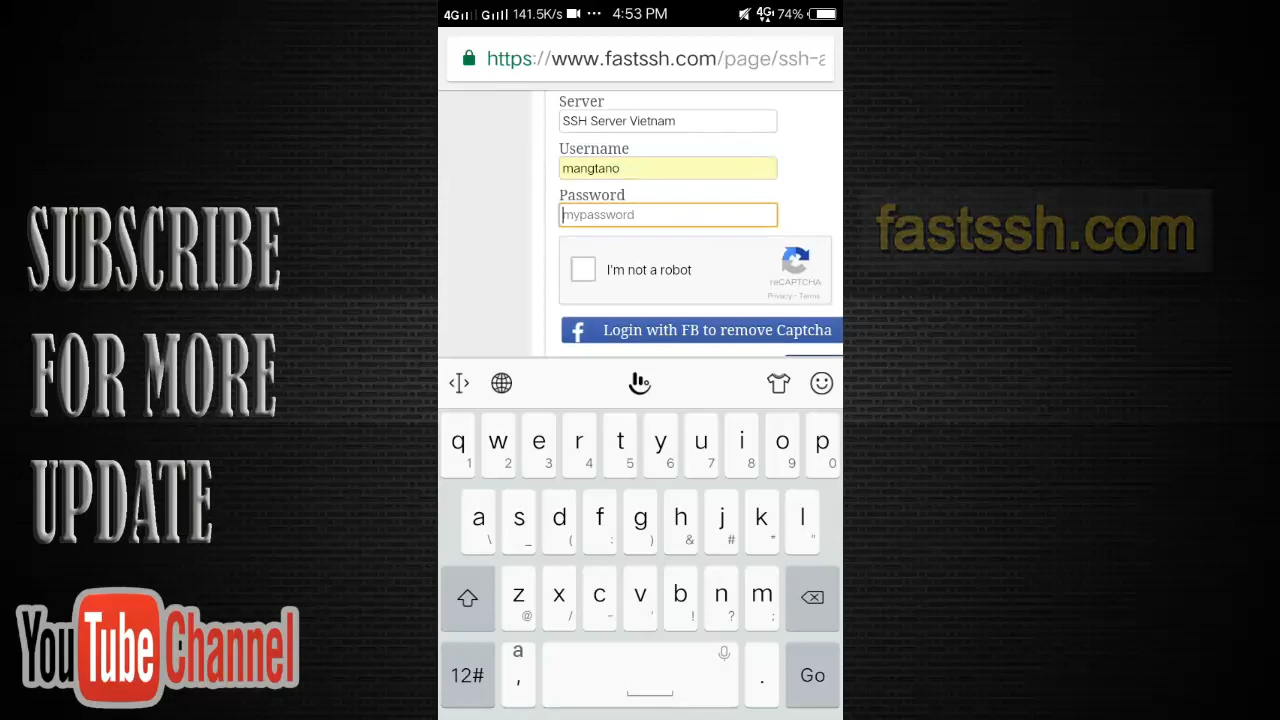 SUBSCRIBE
FOR MORE
UPDATE
You Tube Channel
4G G 141.5K/s ··· 4:53 PM 4G 74%
https://www.fastssh.com/page/ssh-a
Server
SSH Server Vietnam
Username
mangtano
Password
mypassword
I'm not a robot
reCAPTCHA
Privacy - Terms
f Login with FB to remove Captcha
q w e r t y u i o p
1 2 3 4 5 6 7 8 9 0
a s d f g h j k l
\ _ ( : ) & # * "
z x c v b n m
@ / - ' ! ? ;
12# a , . Go
fastssh.com